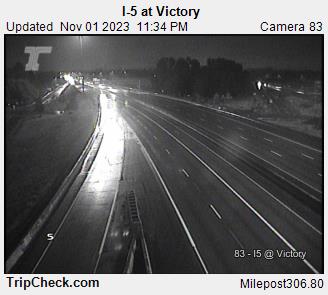 I-5 at Victory
Updated Nov 01 2023 11:34 PM Camera 83
T
S
83 - I5 @ Victory
TripCheck.com Milepost306.80